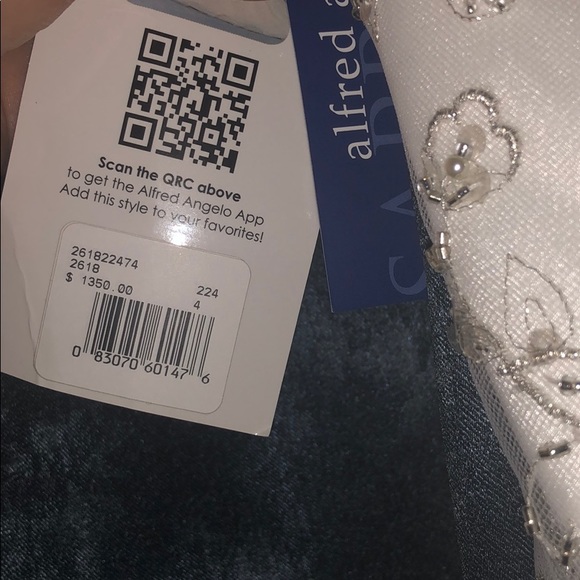 Scan the QRC above
to get the Alfred Angelo App
Add this style to your favorites!
261822474
2618 224
$ 1350.00 4
0 83070 60147 6
alfred a
SAPP